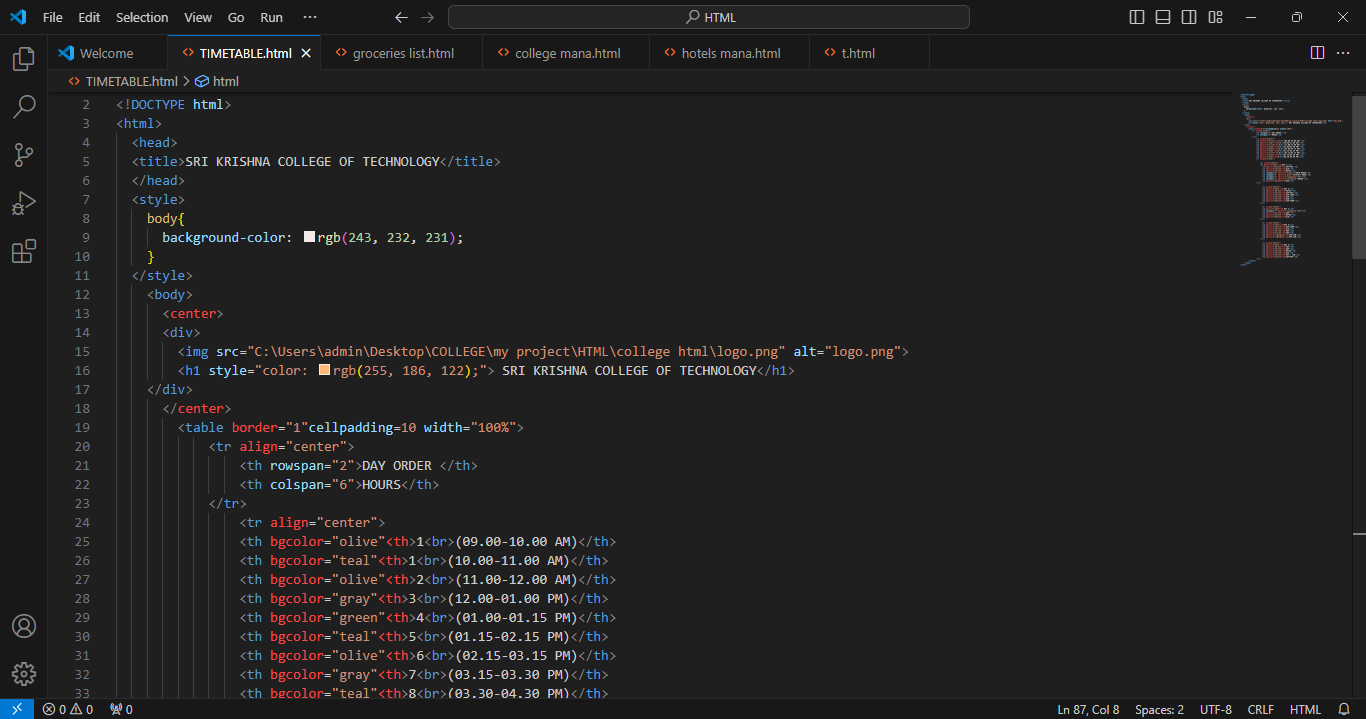 File Edit Selection View Go Run ··· HTML
Welcome TIMETABLE.html groceries list.html college mana.html hotels mana.html t.html
TIMETABLE.html > html
2 <!DOCTYPE html>
3 <html>
4 <head>
5 <title>SRI KRISHNA COLLEGE OF TECHNOLOGY</title>
6 </head>
7 <style>
8 body{
9 background-color: rgb(243, 232, 231);
10 }
11 </style>
12 <body>
13 <center>
14 <div>
15 <img src="C:\Users\admin\Desktop\COLLEGE\my project\HTML\college html\logo.png" alt="logo.png">
16 <h1 style="color: rgb(255, 186, 122);"> SRI KRISHNA COLLEGE OF TECHNOLOGY</h1>
17 </div>
18 </center>
19 <table border="1"cellpadding=10 width="100%">
20 <tr align="center">
21 <th rowspan="2">DAY ORDER </th>
22 <th colspan="6">HOURS</th>
23 </tr>
24 <tr align="center">
25 <th bgcolor="olive"<th>1<br>(09.00-10.00 AM)</th>
26 <th bgcolor="teal"<th>1<br>(10.00-11.00 AM)</th>
27 <th bgcolor="olive"<th>2<br>(11.00-12.00 AM)</th>
28 <th bgcolor="gray"<th>3<br>(12.00-01.00 PM)</th>
29 <th bgcolor="green"<th>4<br>(01.00-01.15 PM)</th>
30 <th bgcolor="teal"<th>5<br>(01.15-02.15 PM)</th>
31 <th bgcolor="olive"<th>6<br>(02.15-03.15 PM)</th>
32 <th bgcolor="gray"<th>7<br>(03.15-03.30 PM)</th>
33 <th bgcolor="teal"<th>8<br>(03.30-04.30 PM)</th>
0 0 0 Ln 87, Col 8 Spaces: 2 UTF-8 CRLF HTML